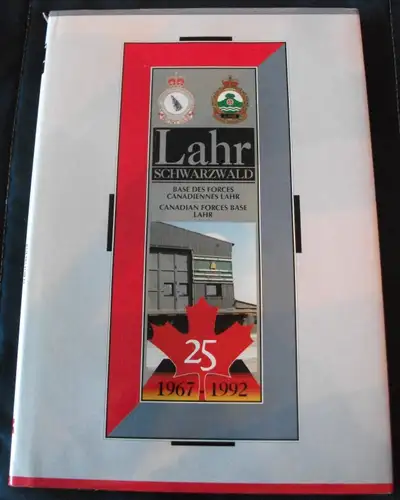 Lahr
SCHWARZWALD
BASE DES FORCES
CANADIENNES LAHR
CANADIAN FORCES BASE
LAHR
25
1967 - 1992